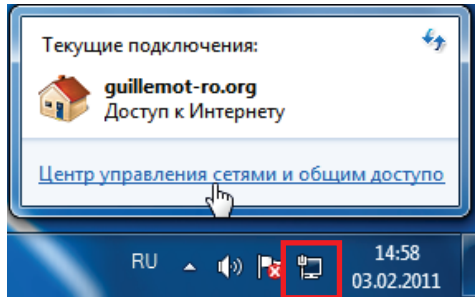 Текущие подключения:
guillemot-ro.org
Доступ к Интернету
Центр управления сетями и общим доступо
RU
14:58
03.02.2011